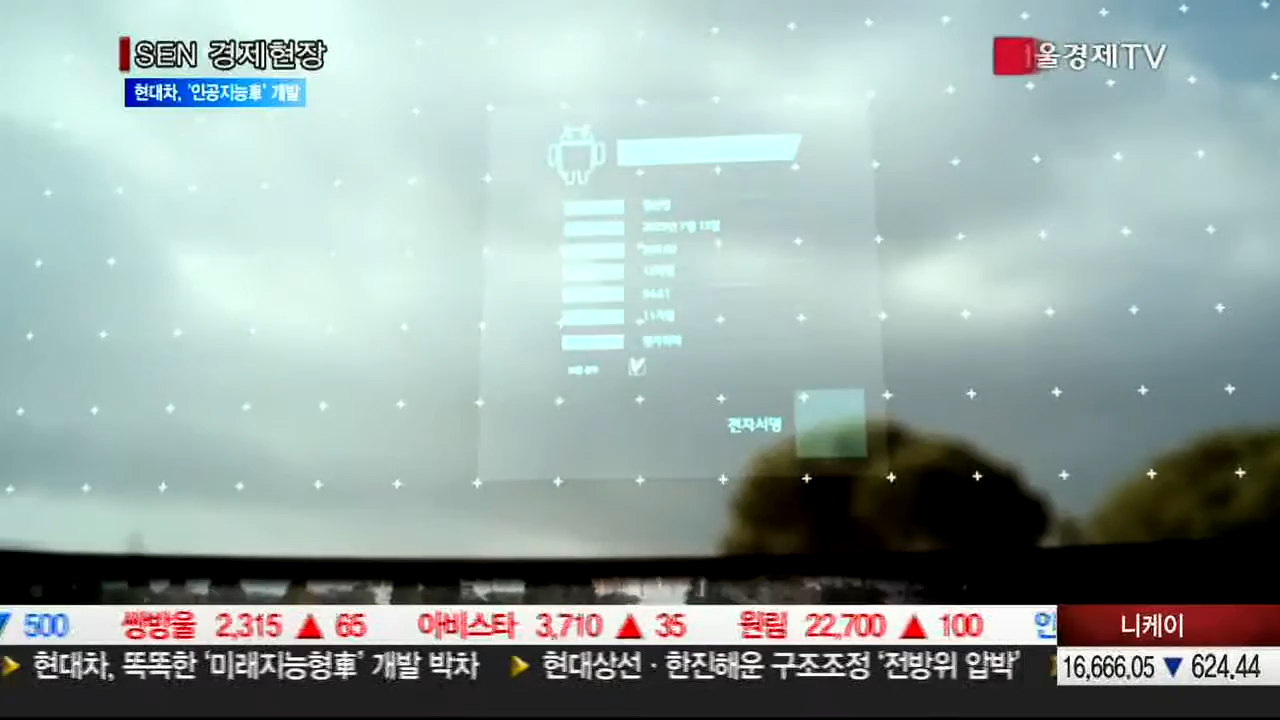 SEN 경제현장
울경제TV
현대차, '인공지능車' 개발
전자서명
▼ 500 쌍방울 2,315 ▲ 65 아비스타 3,710 ▲ 35 원림 22,700 ▲ 100 인
니케이
현대차, 똑똑한 '미래지능형車' 개발 박차 현대상선·한진해운 구조조정 '전방위 압박'
16,666.05 ▼ 624.44